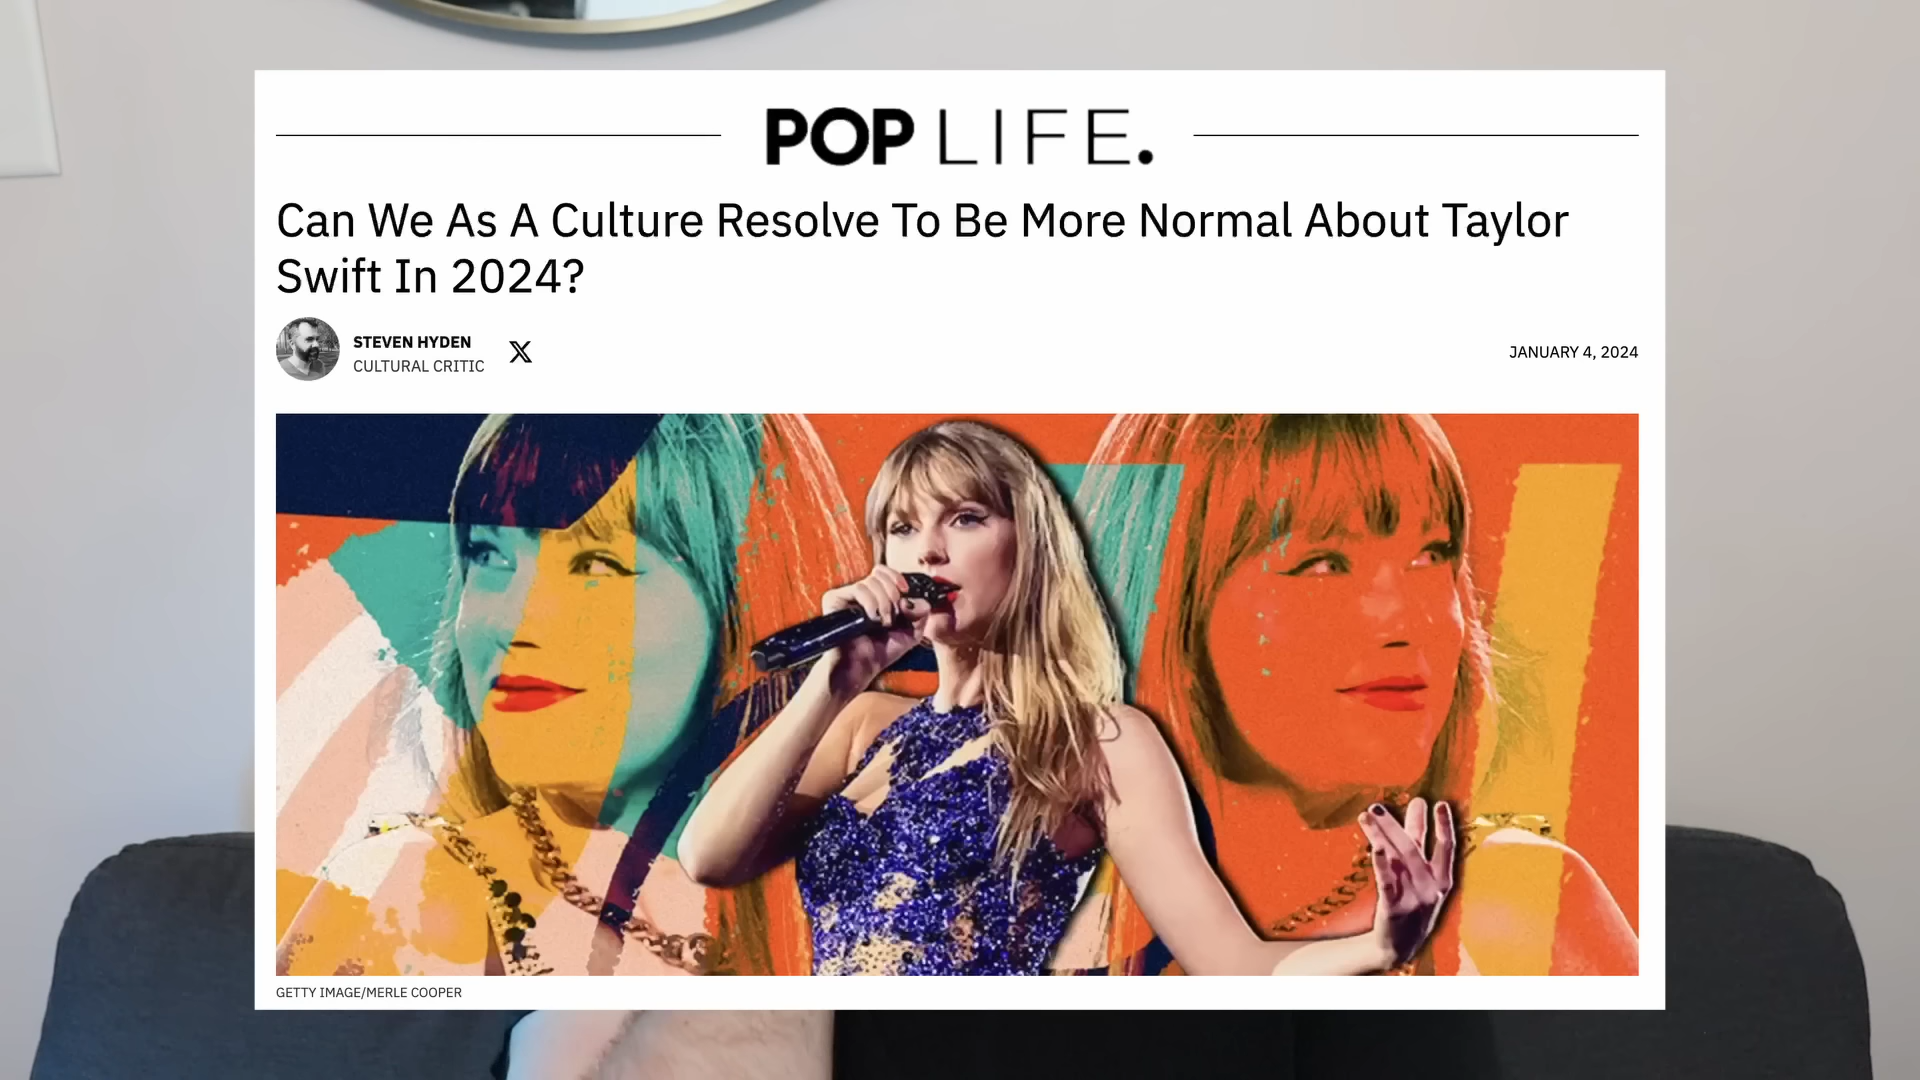 POP LIFE.
Can We As A Culture Resolve To Be More Normal About Taylor
Swift In 2024?
STEVEN HYDEN
CULTURAL CRITIC
X
JANUARY 4, 2024
GETTY IMAGE/MERLE COOPER